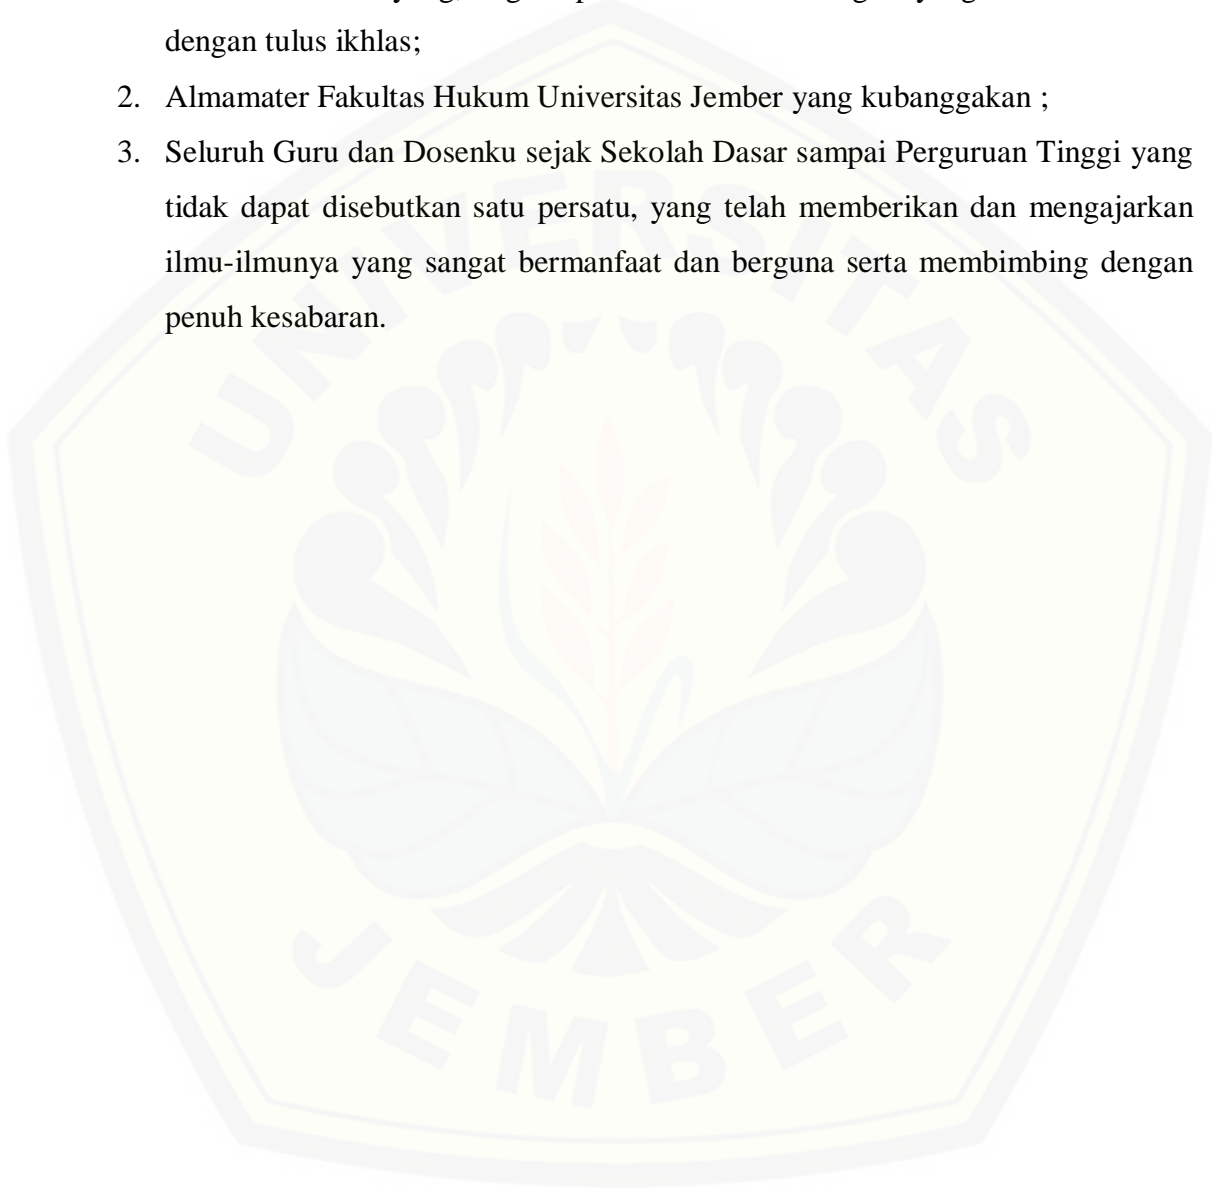 dengan tulus ikhlas;
2. Almamater Fakultas Hukum Universitas Jember yang kubanggakan ;
3. Seluruh Guru dan Dosenku sejak Sekolah Dasar sampai Perguruan Tinggi yang
tidak dapat disebutkan satu persatu, yang telah memberikan dan mengajarkan
ilmu-ilmunya yang sangat bermanfaat dan berguna serta membimbing dengan
penuh kesabaran.
UNIVERSITAS
JEMBER